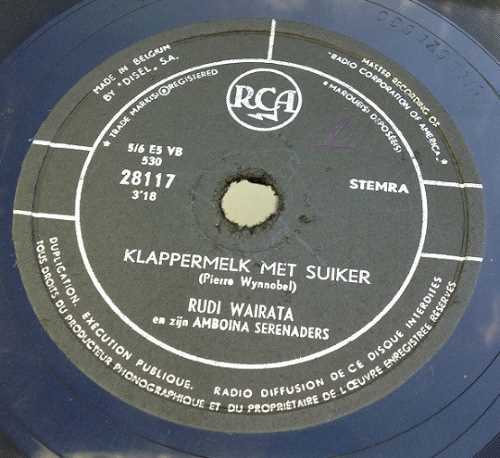 MADE IN BELGIUM
BY "DISEL,, S.A.
MASTER RECORDING OF
"RADIO CORPORATION
OF AMERICA,,
★ TRADE MARK(S) ® REGISTERED
★ MARQUE(S) DÉPOSÉE(S)
RCA
5/6 E5 VB
530
28117
3'18
STEMRA
KLAPPERMELK MET SUIKER
(Pierre Wynnobel)
RUDI WAIRATA
en zijn AMBOINA SERENADERS
DUPLICATION, EXÉCUTION PUBLIQUE. RADIO DIFFUSION DE CE DISQUE INTERDITES
TOUS DROITS DU PRODUCTEUR PHONOGRAPHIQUE ET DU PROPRIÉTAIRE DE L'ŒUVRE ENREGISTRÉE RÉSERVÉS